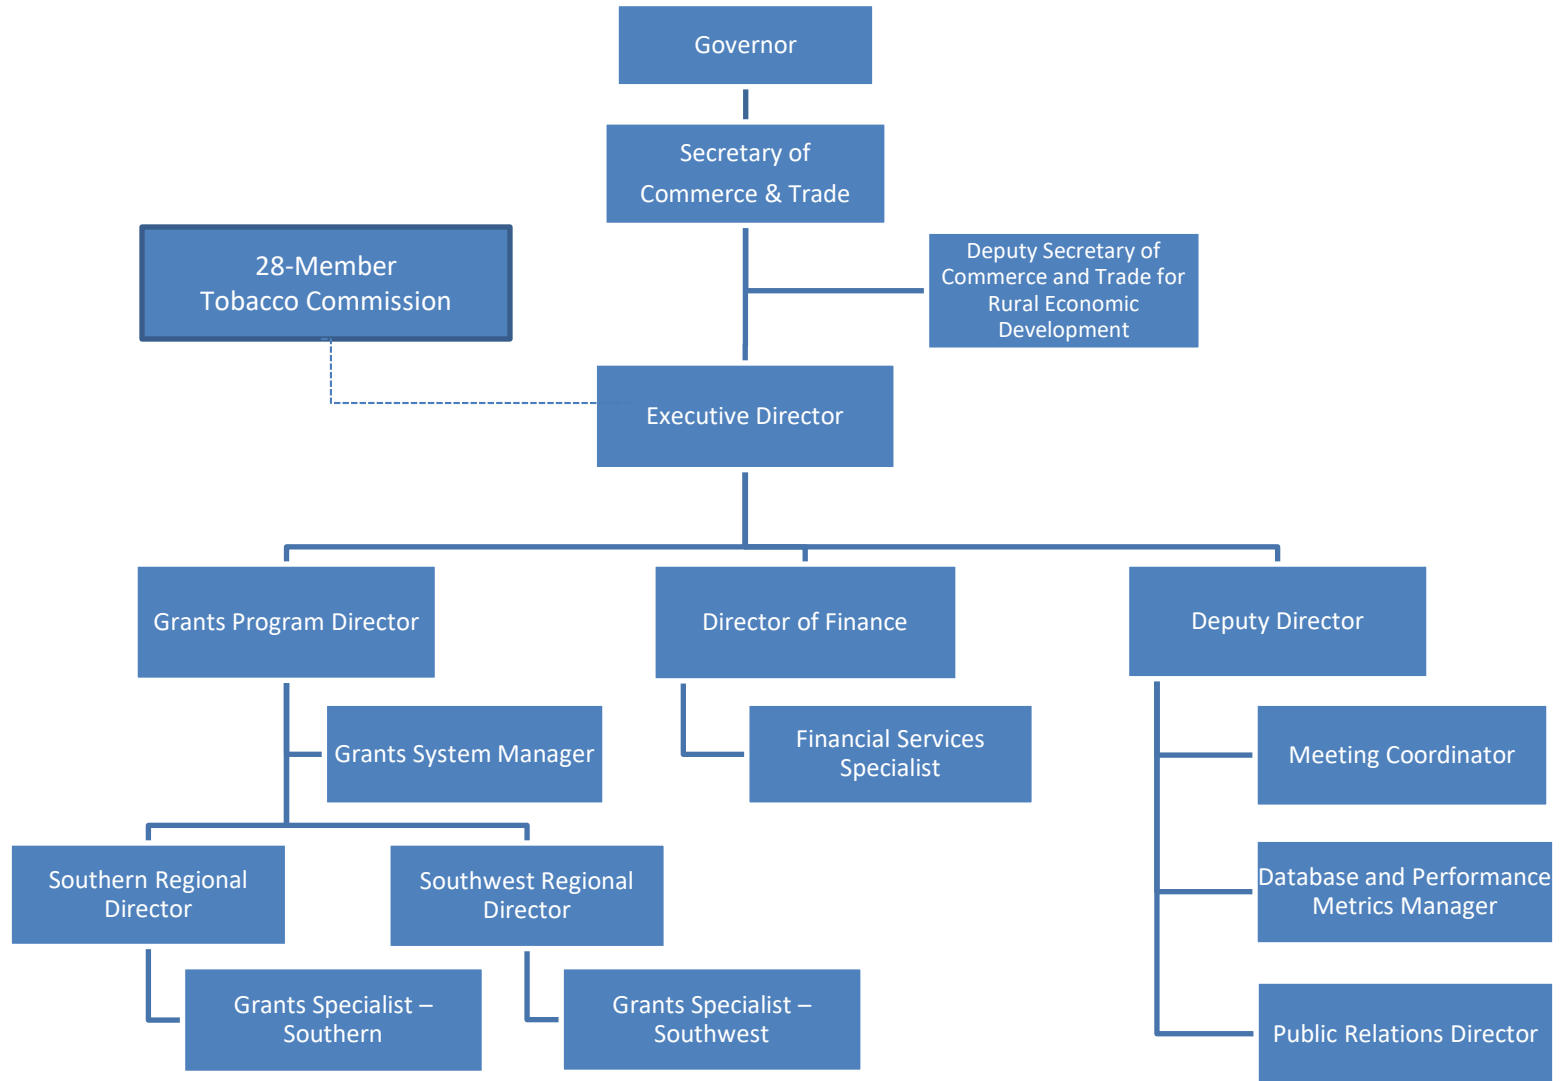 Governor
Secretary of
Commerce & Trade
28-Member
Tobacco Commission
Deputy Secretary of
Commerce and Trade for
Rural Economic
Development
Executive Director
Grants Program Director
Director of Finance
Deputy Director
Grants System Manager
Financial Services
Specialist
Meeting Coordinator
Southern Regional
Director
Southwest Regional
Director
Database and Performance
Metrics Manager
Grants Specialist –
Southern
Grants Specialist –
Southwest
Public Relations Director